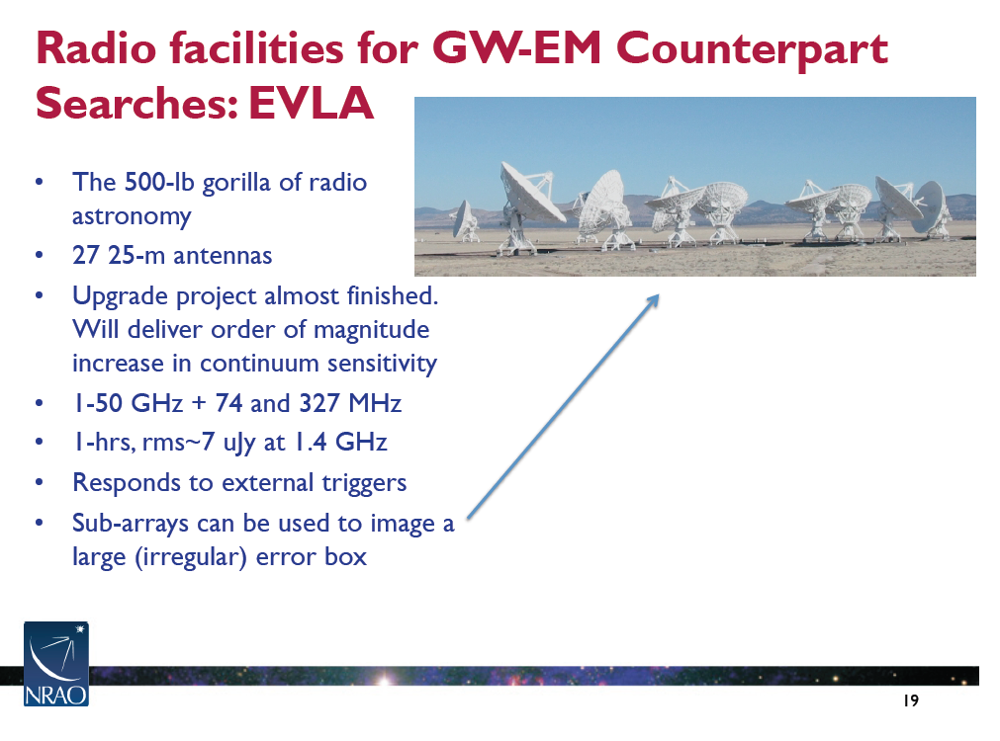 Radio facilities for GW-EM Counterpart
Searches: EVLA
• The 500-lb gorilla of radio
astronomy
• 27 25-m antennas
• Upgrade project almost finished.
Will deliver order of magnitude
increase in continuum sensitivity
• 1-50 GHz + 74 and 327 MHz
• 1-hrs, rms~7 uJy at 1.4 GHz
• Responds to external triggers
• Sub-arrays can be used to image a
large (irregular) error box
NRAO
19